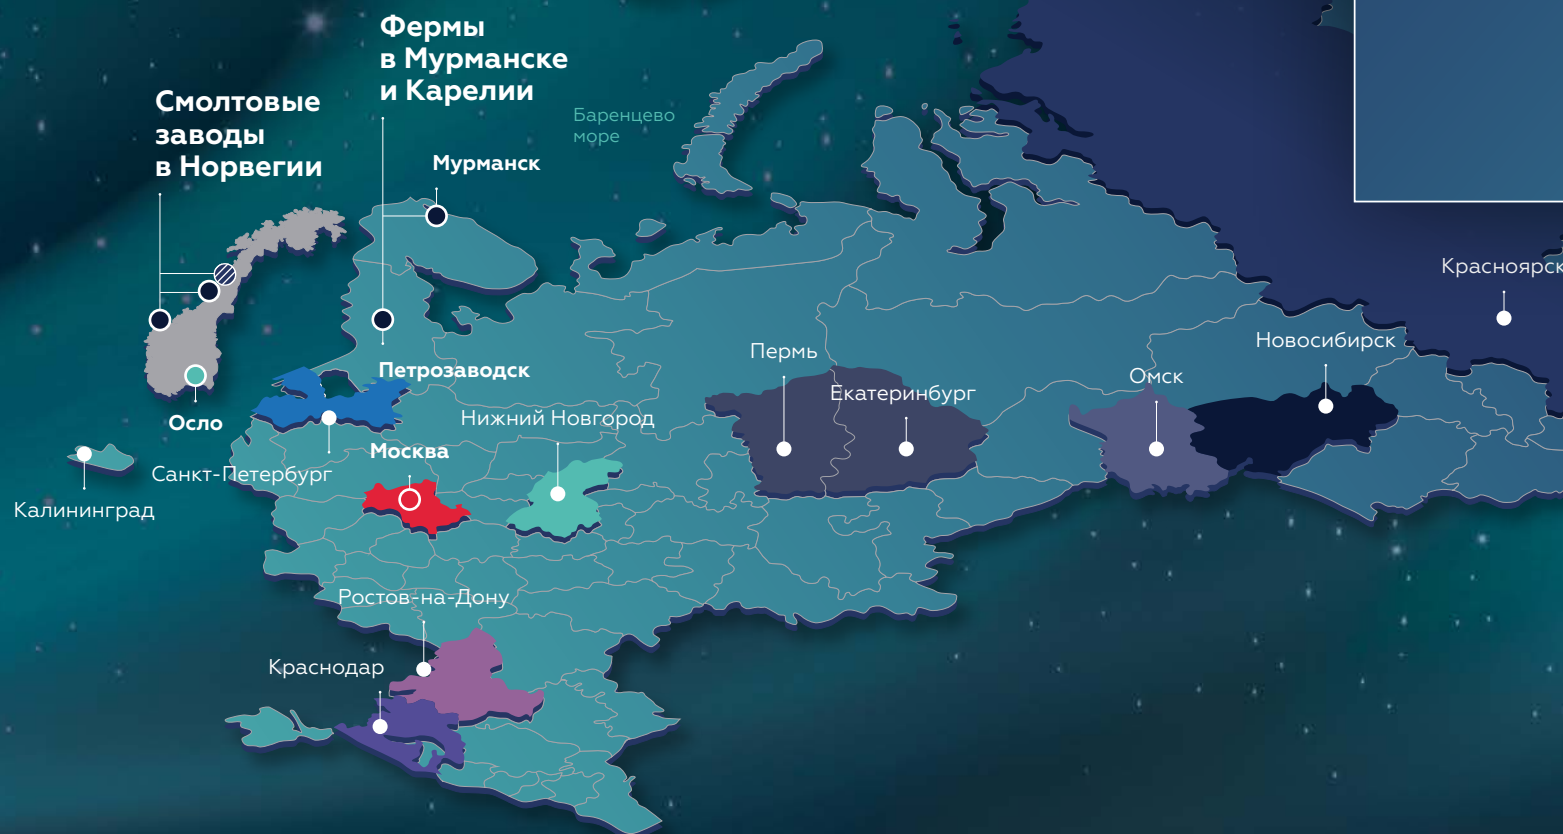 Фермы
в Мурманске
и Карелии
Смолтовые
заводы
в Норвегии
Баренцево
море
Мурманск
Красноярск
Новосибирск
Пермь
Петрозаводск
Омск
Екатеринбург
Осло
Нижний Новгород
Москва
Санкт-Петербург
Калининград
Ростов-на-Дону
Краснодар